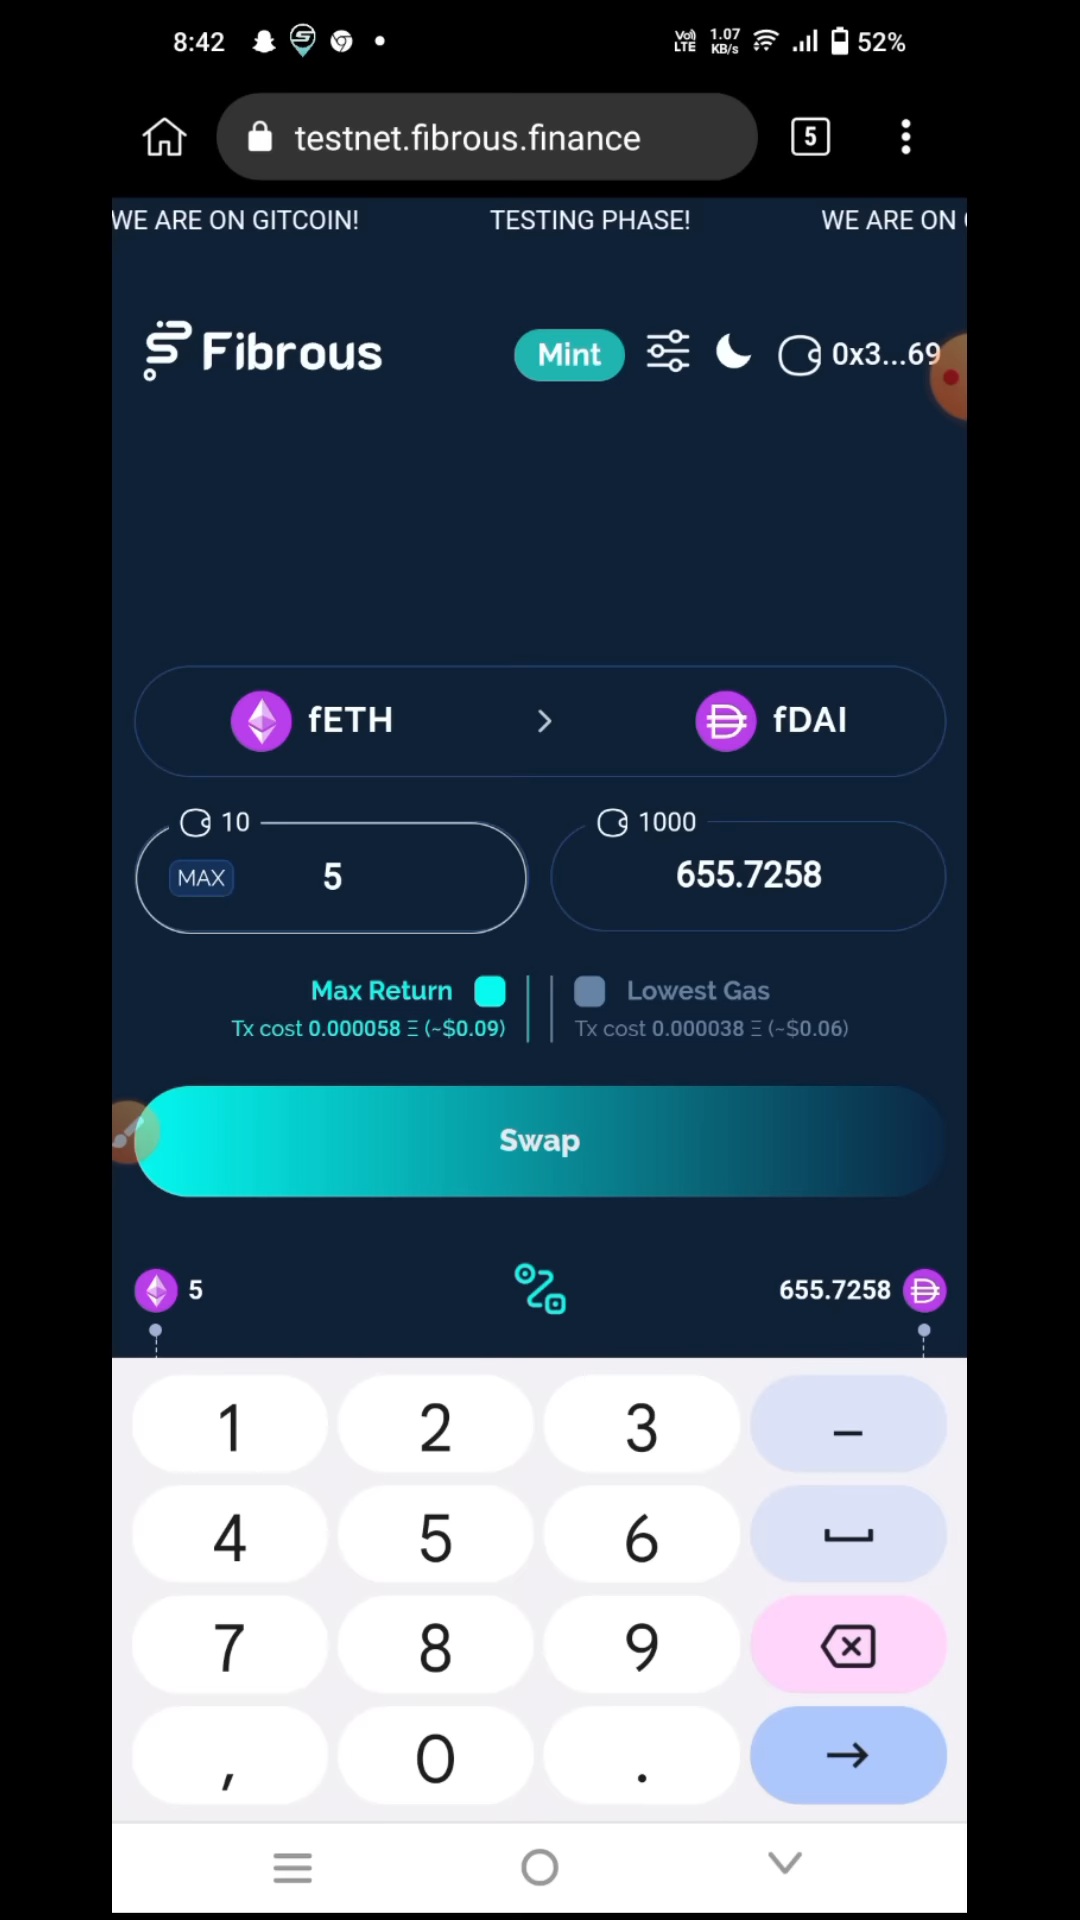 8:42
Vo) LTE 1.07 KB/s 52%
testnet.fibrous.finance 5
WE ARE ON GITCOIN! TESTING PHASE! WE ARE ON
Fibrous Mint 0x3...69
fETH > fDAI
10 1000
MAX 5 655.7258
Max Return Lowest Gas
Tx cost 0.000058 Ξ (~$0.09) Tx cost 0.000038 Ξ (~$0.06)
Swap
5 655.7258
1 2 3 –
4 5 6
7 8 9
, 0 .